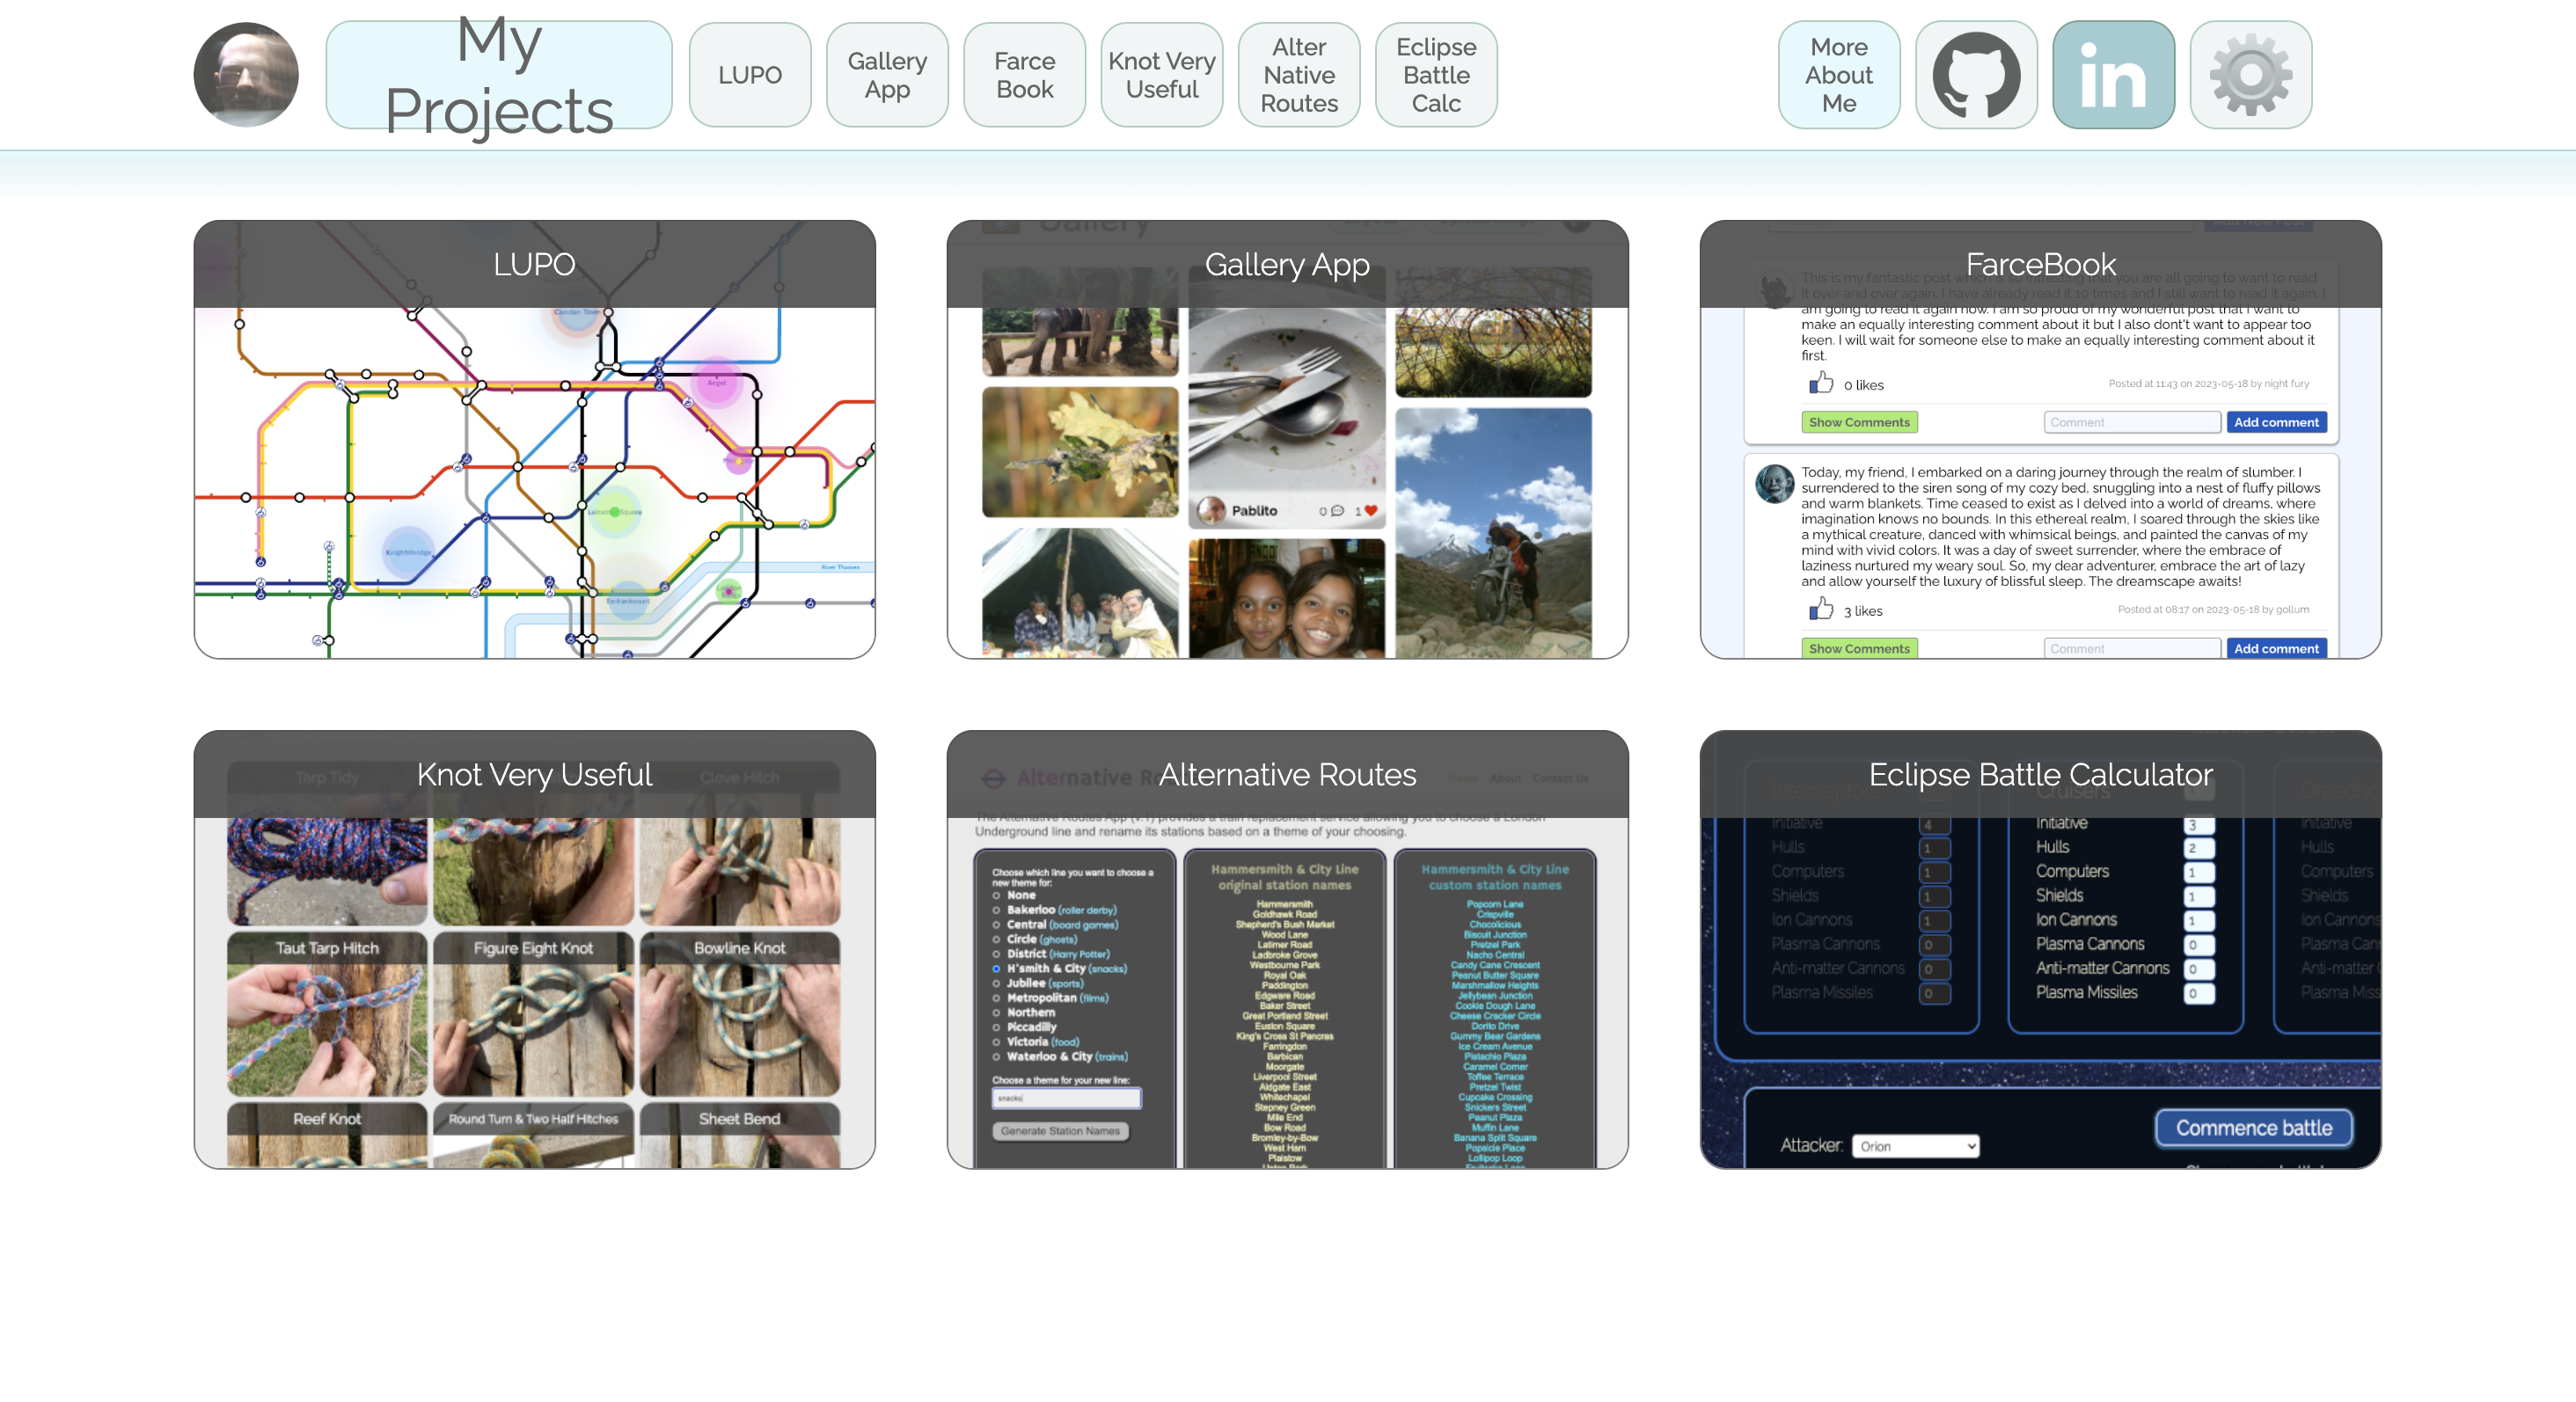 My
Projects
LUPO
Gallery
App
Farce
Book
Knot Very
Useful
Alter
Native
Routes
Eclipse
Battle
Calc
More
About
Me
in
LUPO
Camden Town
Angel
Leicester Square
Knightsbridge
Embankment
River Thames
Gallery App
Gallery
Pablito
0
1
FarceBook
Add New Post
This is my fantastic post which is so intresting that you are all going to want to read
it over and over again. I have already read it 10 times and I still want to read it again. I
am going to read it again now. I am so proud of my wonderful post that I want to
make an equally interesting comment about it but I also dont't want to appear too
keen. I will wait for someone else to make an equally interesting comment about it
first.
0 likes
Posted at 11:43 on 2023-05-18 by night fury
Show Comments
Comment
Add comment
Today, my friend, I embarked on a daring journey through the realm of slumber. I
surrendered to the siren song of my cozy bed, snuggling into a nest of fluffy pillows
and warm blankets. Time ceased to exist as I delved into a world of dreams, where
imagination knows no bounds. In this ethereal realm, I soared through the skies like
a mythical creature, danced with whimsical beings, and painted the canvas of my
mind with vivid colors. It was a day of sweet surrender, where the embrace of
laziness nurtured my weary soul. So, my dear adventurer, embrace the art of lazy
and allow yourself the luxury of blissful sleep. The dreamscape awaits!
3 likes
Posted at 08:17 on 2023-05-18 by gollum
Show Comments
Comment
Add comment
Knot Very Useful
Tarp Tidy
Clove Hitch
Taut Tarp Hitch
Figure Eight Knot
Bowline Knot
Reef Knot
Round Turn & Two Half Hitches
Sheet Bend
Alternative Routes
Alternative Ro
Home
About
Contact Us
The Alternative Routes App (v.1) provides a train replacement service allowing you to choose a London
Underground line and rename its stations based on a theme of your choosing.
Choose which line you want to choose a
new theme for:
None
Bakerloo (roller derby)
Central (board games)
Circle (ghosts)
District (Harry Potter)
H'smith & City (snacks)
Jubilee (sports)
Metropolitan (films)
Northern
Piccadilly
Victoria (food)
Waterloo & City (trains)
Choose a theme for your new line:
snacks
Generate Station Names
Hammersmith & City Line
original station names
Hammersmith
Goldhawk Road
Shepherd's Bush Market
Wood Lane
Latimer Road
Ladbroke Grove
Westbourne Park
Royal Oak
Paddington
Edgware Road
Baker Street
Great Portland Street
Euston Square
King's Cross St Pancras
Farringdon
Barbican
Moorgate
Liverpool Street
Aldgate East
Whitechapel
Stepney Green
Mile End
Bow Road
Bromley-by-Bow
West Ham
Plaistow
Upton Park
Hammersmith & City Line
custom station names
Popcorn Lane
Crispville
Chocolicious
Biscuit Junction
Pretzel Park
Nacho Central
Candy Cane Crescent
Peanut Butter Square
Marshmallow Heights
Jellybean Junction
Cookie Dough Lane
Cheese Cracker Circle
Dorito Drive
Gummy Bear Gardens
Ice Cream Avenue
Pistachio Plaza
Caramel Corner
Toffee Terrace
Pretzel Twist
Cupcake Crossing
Snickers Street
Peanut Plaza
Muffin Lane
Banana Split Square
Popsicle Place
Lollipop Loop
Eclipse Battle Calculator
Interceptors
Initiative 4
Hulls 1
Computers 1
Shields 1
Ion Cannons 1
Plasma Cannons 0
Anti-matter Cannons 0
Plasma Missiles 0
Cruisers
Initiative 3
Hulls 2
Computers 1
Shields 1
Ion Cannons 1
Plasma Cannons 0
Anti-matter Cannons 0
Plasma Missiles 0
Dreadno
Initiative
Hulls
Computers
Shields
Ion Cannons
Plasma Can
Anti-matter C
Plasma Miss
Commence battle
Attacker: Orion